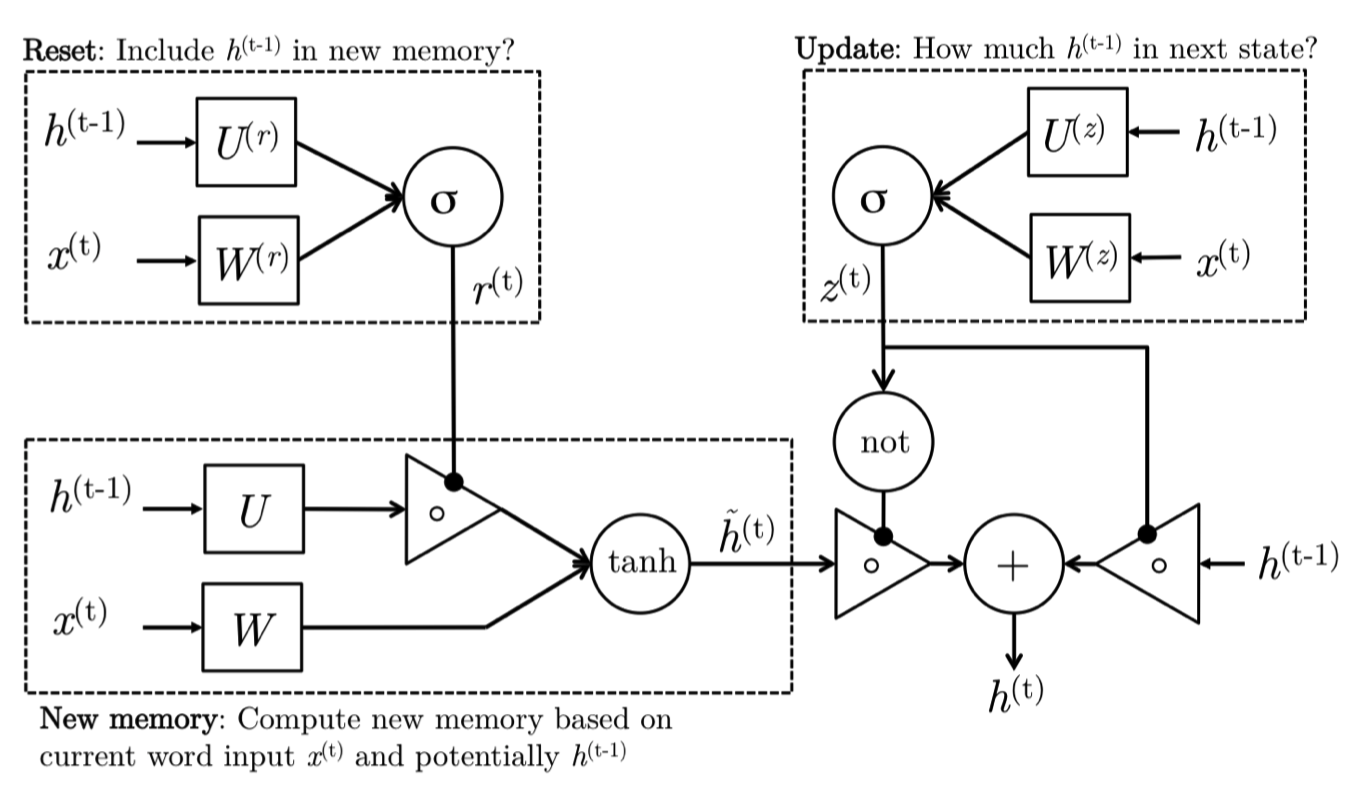 Reset: Include h(t-1) in new memory?
h(t-1)
U(r)
σ
x(t)
W(r)
r(t)
Update: How much h(t-1) in next state?
U(z)
h(t-1)
σ
W(z)
x(t)
z(t)
not
h(t-1)
U
∘
x(t)
W
tanh
h̃(t)
∘
+
∘
h(t-1)
h(t)
New memory: Compute new memory based on
current word input x(t) and potentially h(t-1)